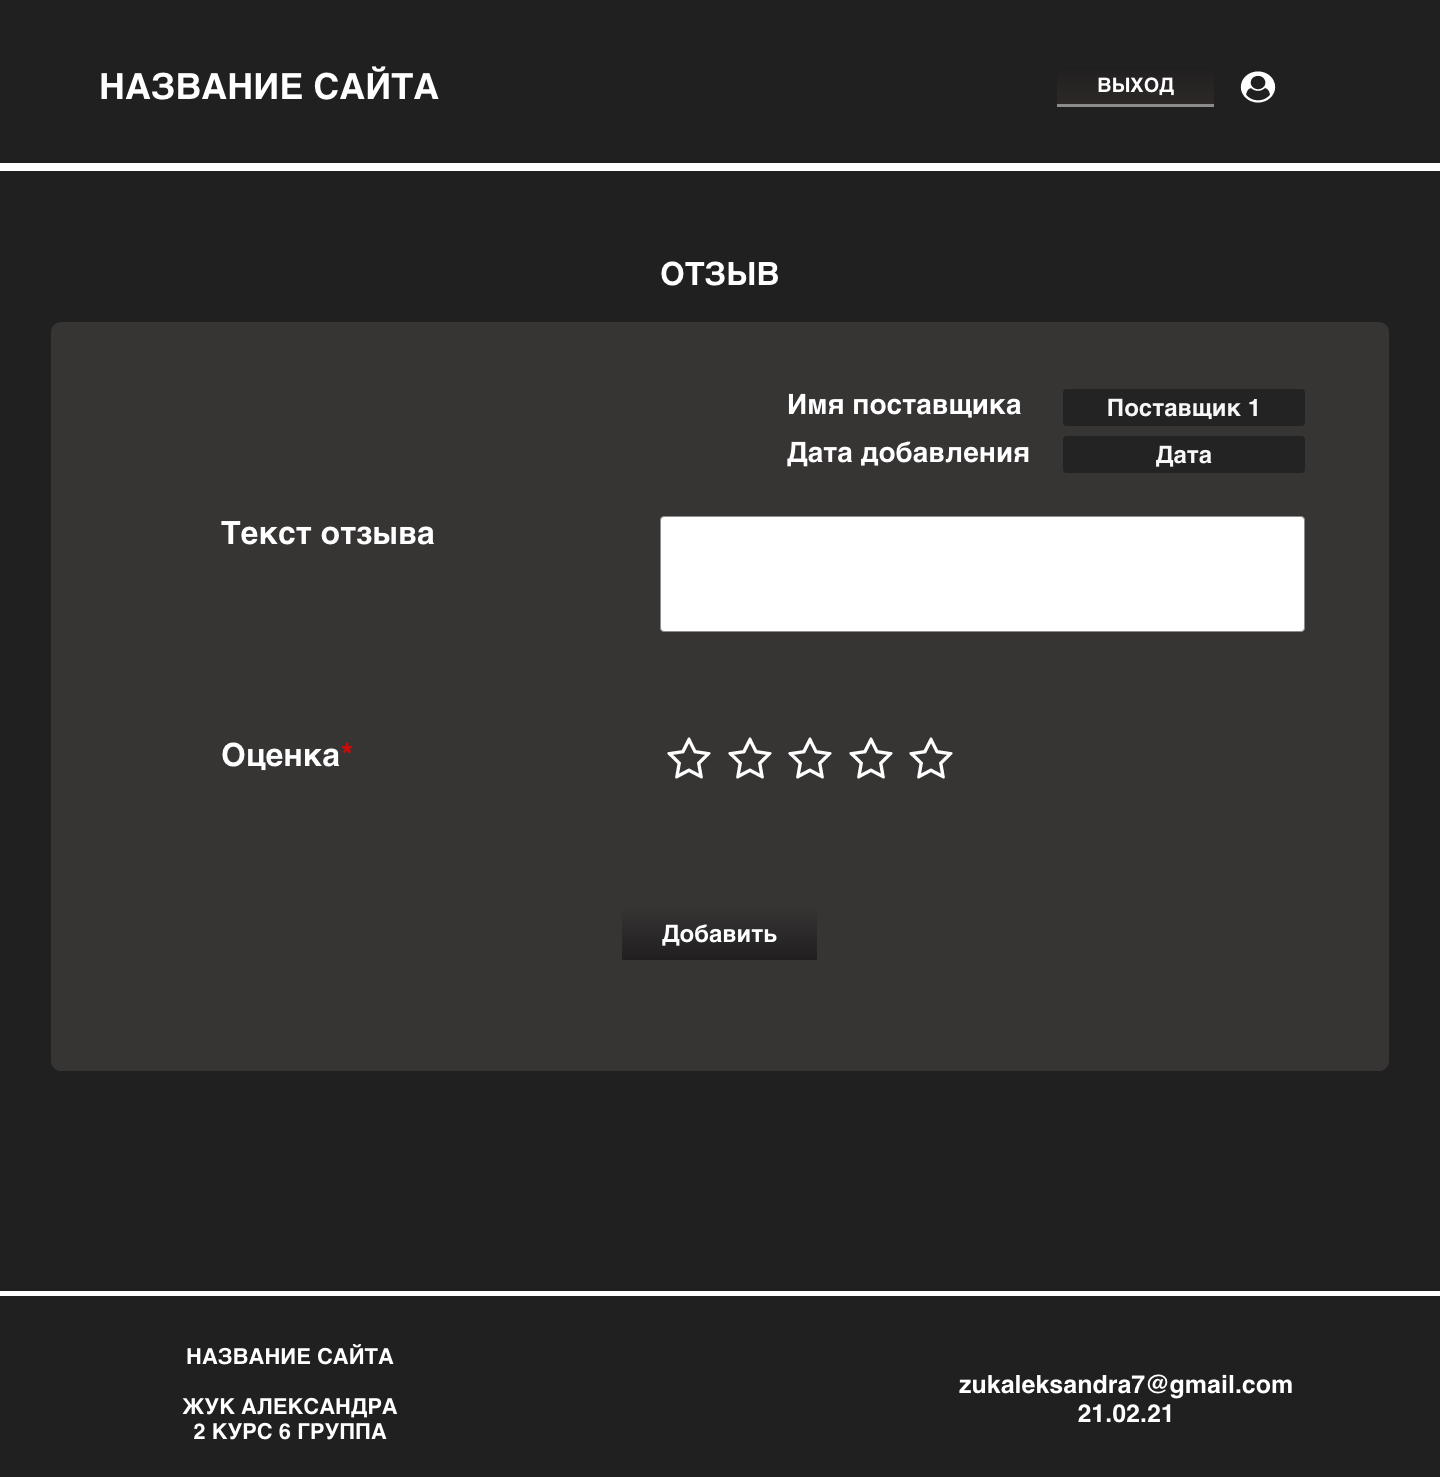 НАЗВАНИЕ САЙТА
ВЫХОД
ОТЗЫВ
Имя поставщика
Поставщик 1
Дата добавления
Дата
Текст отзыва
Оценка*
Добавить
НАЗВАНИЕ САЙТА
ЖУК АЛЕКСАНДРА
2 КУРС 6 ГРУППА
zukaleksandra7@gmail.com
21.02.21